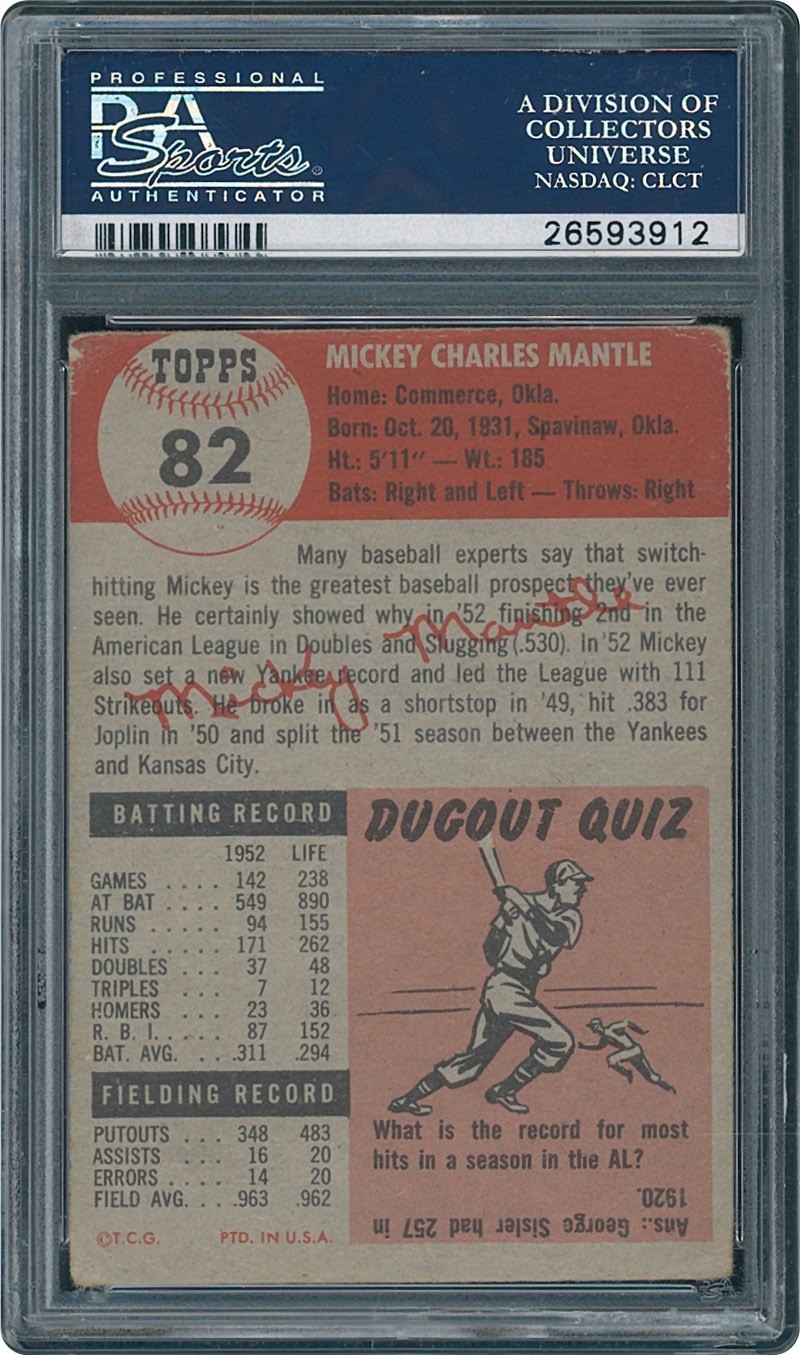 PROFESSIONAL
PSA
Sports®
AUTHENTICATOR
A DIVISION OF
COLLECTORS
UNIVERSE
NASDAQ: CLCT
26593912
TOPPS
82
MICKEY CHARLES MANTLE
Home: Commerce, Okla.
Born: Oct. 20, 1931, Spavinaw, Okla.
Ht.: 5'11" — Wt.: 185
Bats: Right and Left — Throws: Right
Many baseball experts say that switch-
hitting Mickey is the greatest baseball prospect they've ever
seen. He certainly showed why in '52 finishing 2nd in the
American League in Doubles and Slugging (.530). In '52 Mickey
also set a new Yankee record and led the League with 111
Strikeouts. He broke in as a shortstop in '49, hit .383 for
Joplin in '50 and split the '51 season between the Yankees
and Kansas City.
Mickey Mantle
BATTING RECORD
1952 LIFE
GAMES . . . . 142 238
AT BAT . . . . 549 890
RUNS . . . . . 94 155
HITS . . . . . 171 262
DOUBLES . . . 37 48
TRIPLES . . . 7 12
HOMERS . . . . 23 36
R. B. I. . . . . 87 152
BAT. AVG. . . . .311 .294
FIELDING RECORD
PUTOUTS . . . 348 483
ASSISTS . . . 16 20
ERRORS . . . . 14 20
FIELD AVG. . . .963 .962
©T.C.G. PTD. IN U.S.A.
DUGOUT QUIZ
What is the record for most
hits in a season in the AL?
Ans.: George Sisler had 257 in
1920.